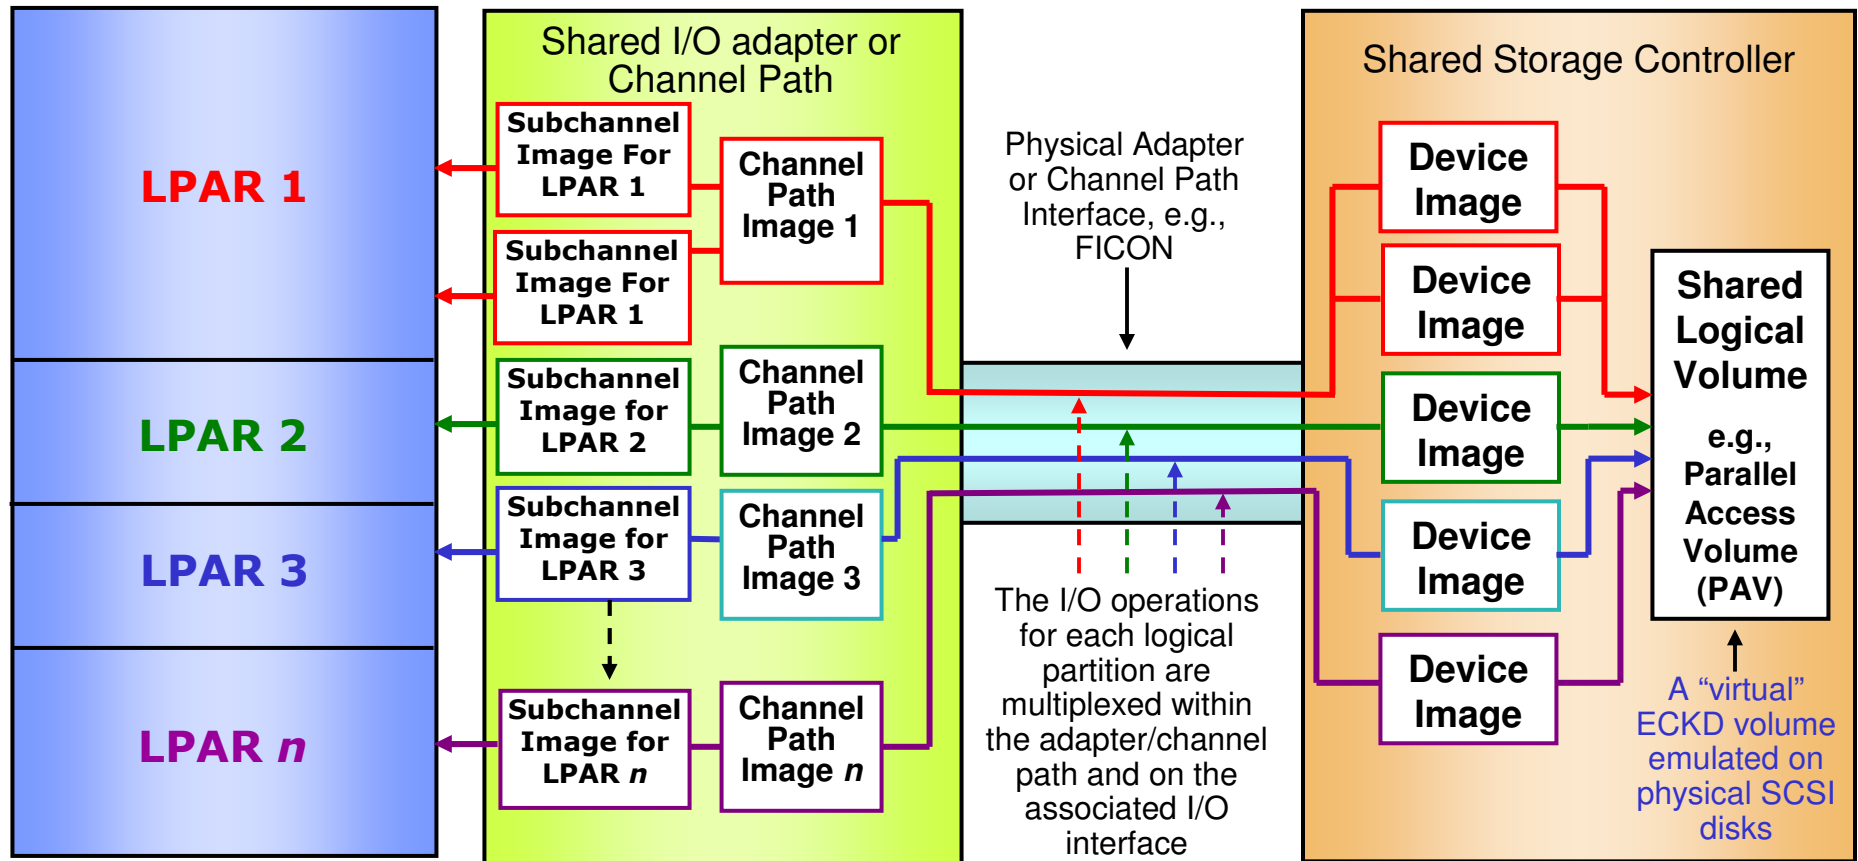 LPAR 1
LPAR 2
LPAR 3
LPAR n
Shared I/O adapter or
Channel Path
Subchannel
Image For
LPAR 1
Subchannel
Image For
LPAR 1
Subchannel
Image for
LPAR 2
Subchannel
Image for
LPAR 3
Subchannel
Image for
LPAR n
Channel
Path
Image 1
Channel
Path
Image 2
Channel
Path
Image 3
Channel
Path
Image n
Physical Adapter
or Channel Path
Interface, e.g.,
FICON
The I/O operations
for each logical
partition are
multiplexed within
the adapter/channel
path and on the
associated I/O
interface
Shared Storage Controller
Device
Image
Device
Image
Device
Image
Device
Image
Device
Image
Shared
Logical
Volume
e.g.,
Parallel
Access
Volume
(PAV)
A “virtual”
ECKD volume
emulated on
physical SCSI
disks